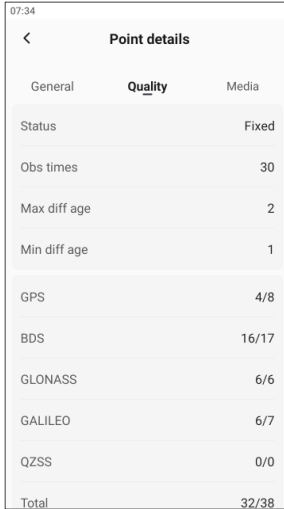 07:34
Point details
General Quality Media
Status Fixed
Obs times 30
Max diff age 2
Min diff age 1
GPS 4/8
BDS 16/17
GLONASS 6/6
GALILEO 6/7
QZSS 0/0
Total 32/38